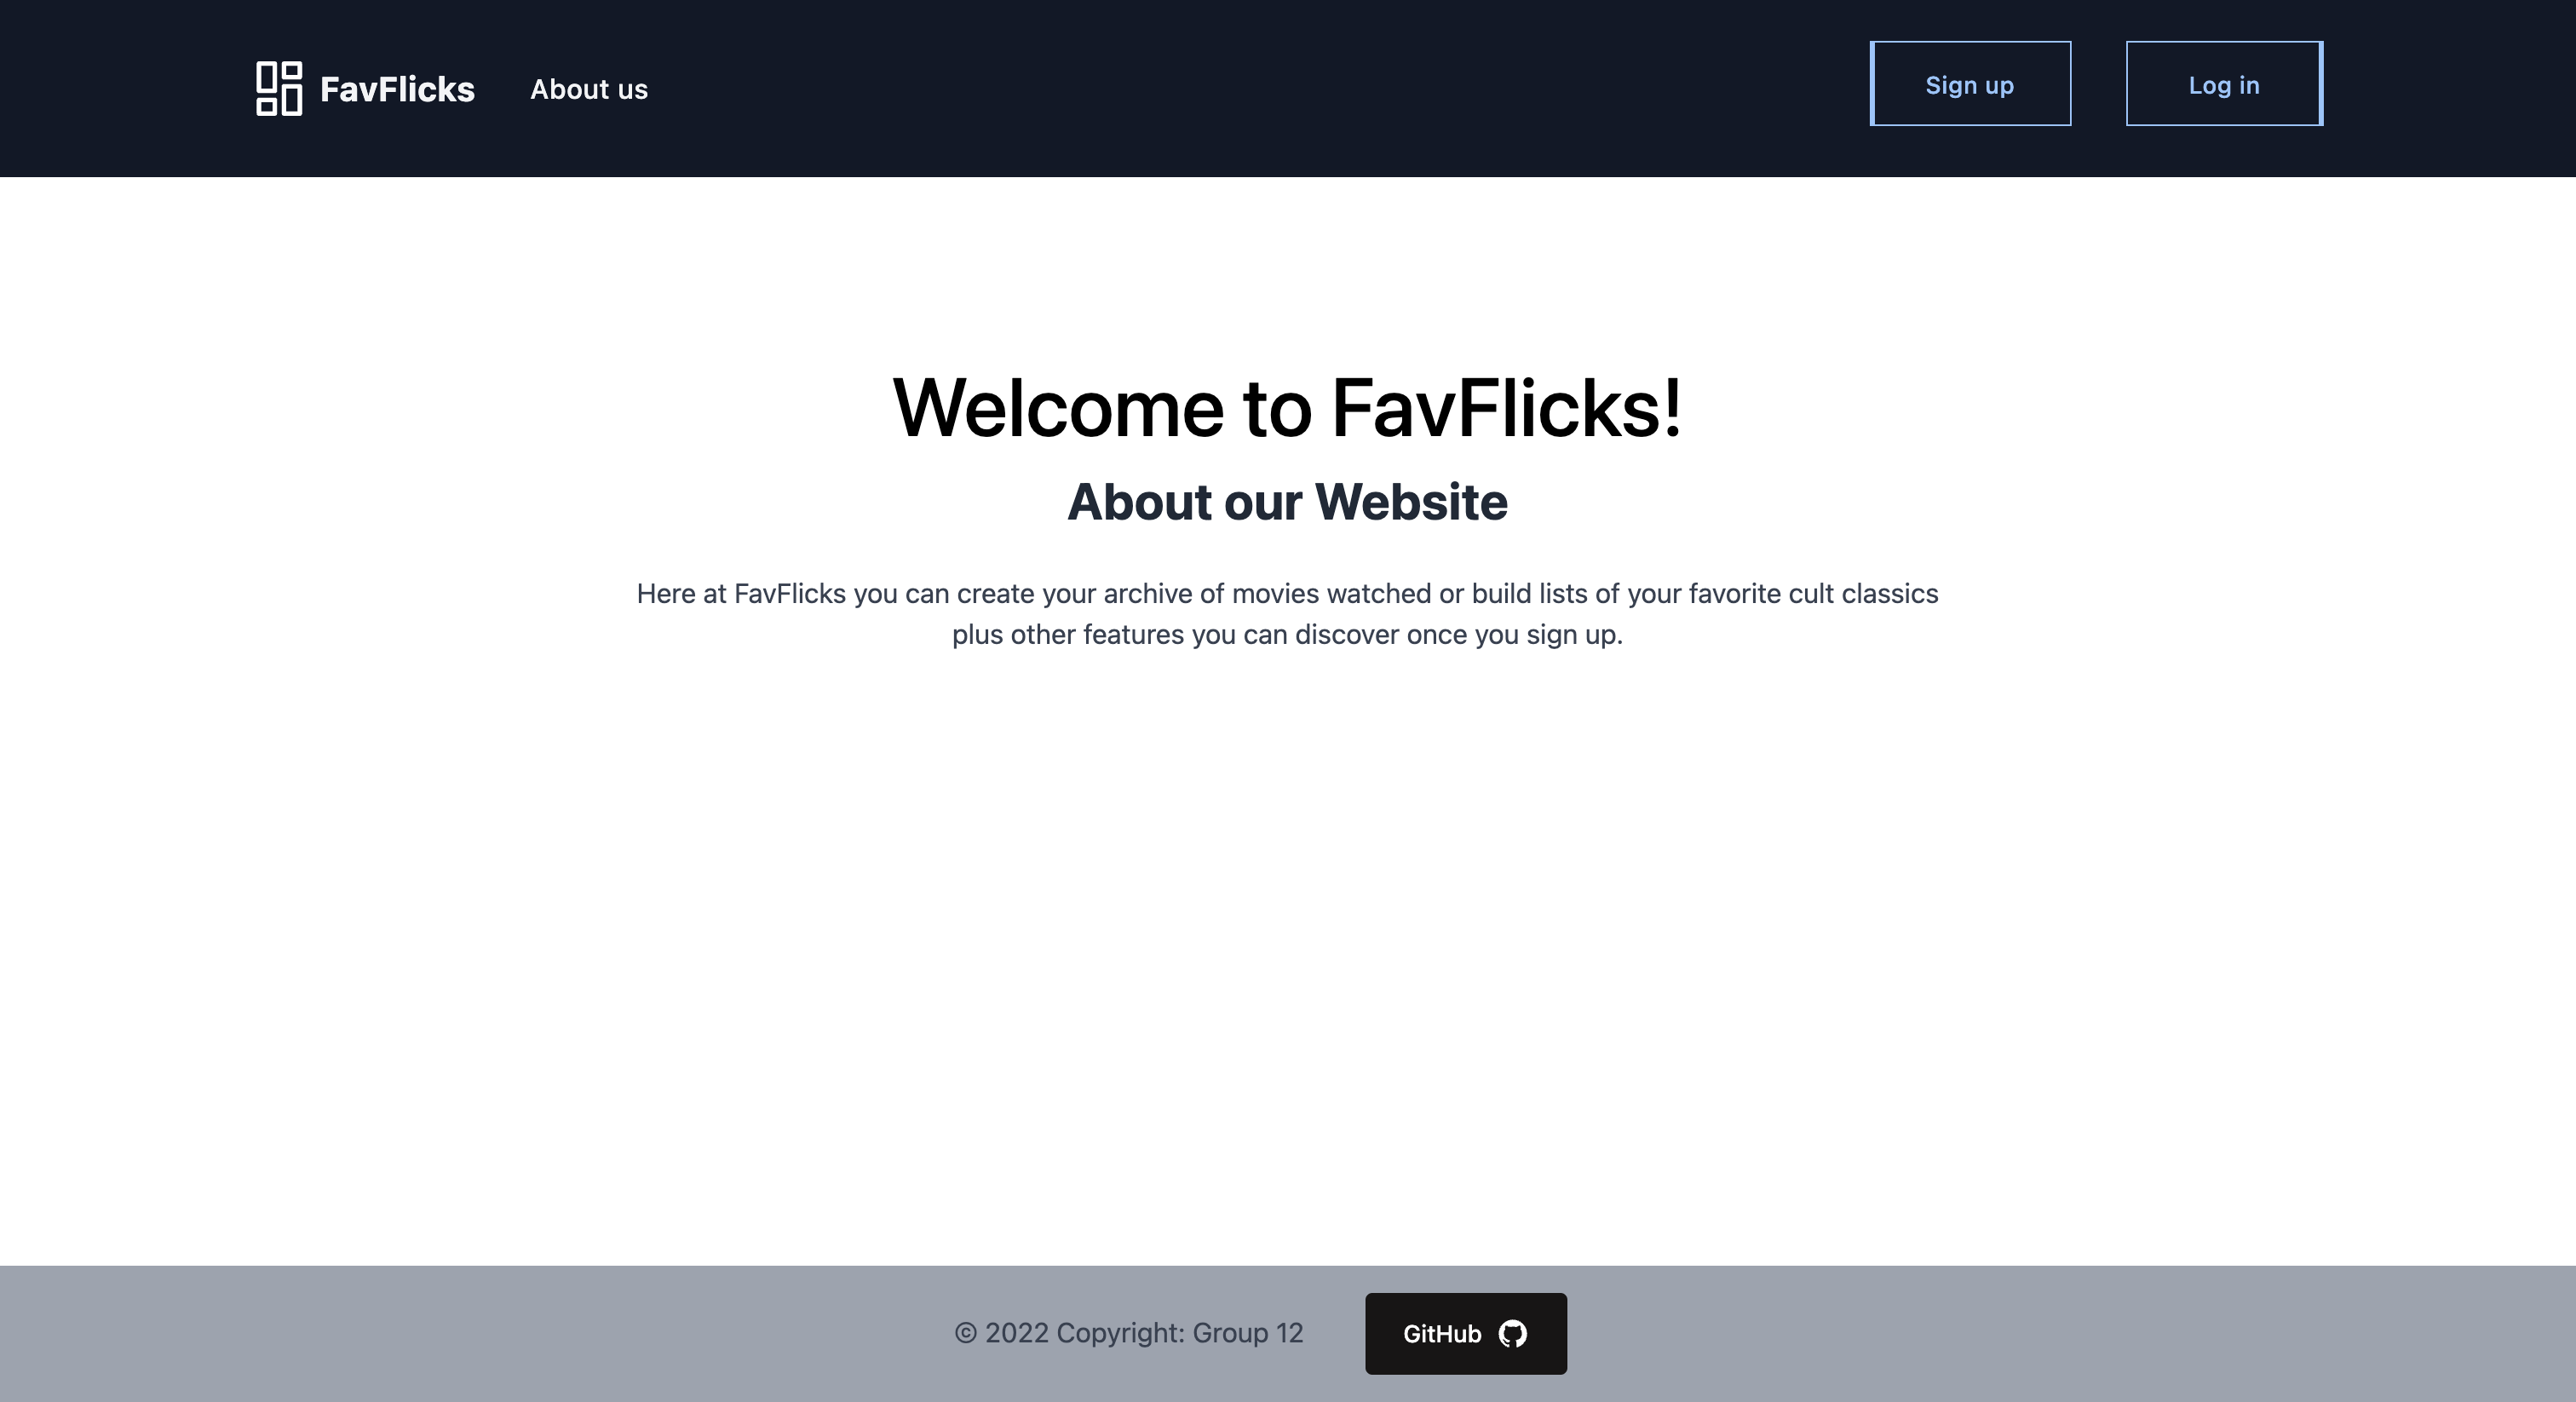 FavFlicks
About us
Sign up
Log in
Welcome to FavFlicks!
About our Website
Here at FavFlicks you can create your archive of movies watched or build lists of your favorite cult classics
plus other features you can discover once you sign up.
© 2022 Copyright: Group 12
GitHub